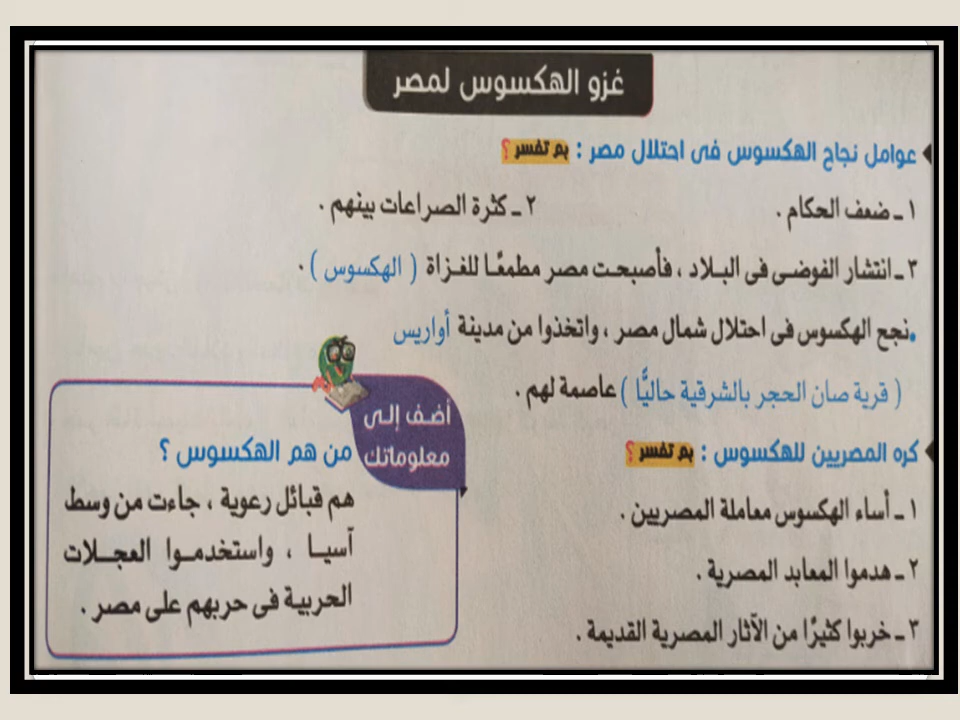 غزو الهكسوس لمصر
عوامل نجاح الهكسوس فى احتلال مصر : بم تفسر ؟
١ ـ ضعف الحكام .
٢ ـ كثرة الصراعات بينهم .
٣ ـ انتشار الفوضى فى البلاد ، فأصبحت مصر مطمعًا للغزاة ( الهكسوس ) .
• نجح الهكسوس فى احتلال شمال مصر ، واتخذوا من مدينة أواريس
( قرية صان الحجر بالشرقية حاليًّا ) عاصمة لهم .
كره المصريين للهكسوس : بم تفسر ؟
١ ـ أساء الهكسوس معاملة المصريين .
٢ ـ هدموا المعابد المصرية .
٣ ـ خربوا كثيرًا من الآثار المصرية القديمة .
أضف إلى
معلوماتك
من هم الهكسوس ؟
هم قبائل رعوية ، جاءت من وسط
آسيا ، واستخدموا العجلات
الحربية فى حربهم على مصر .